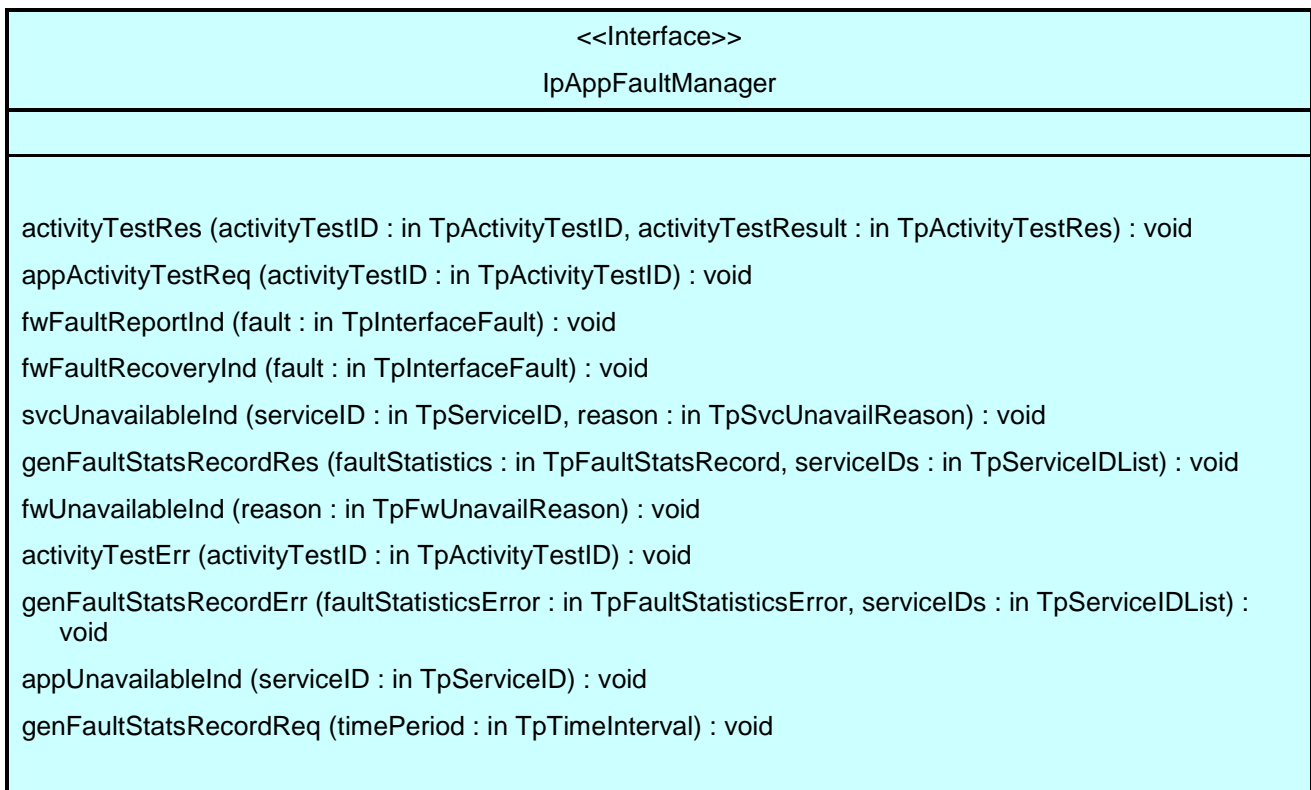 <<Interface>>
IpAppFaultManager
activityTestRes (activityTestID : in TpActivityTestID, activityTestResult : in TpActivityTestRes) : void
appActivityTestReq (activityTestID : in TpActivityTestID) : void
fwFaultReportInd (fault : in TpInterfaceFault) : void
fwFaultRecoveryInd (fault : in TpInterfaceFault) : void
svcUnavailableInd (serviceID : in TpServiceID, reason : in TpSvcUnavailReason) : void
genFaultStatsRecordRes (faultStatistics : in TpFaultStatsRecord, serviceIDs : in TpServiceIDList) : void
fwUnavailableInd (reason : in TpFwUnavailReason) : void
activityTestErr (activityTestID : in TpActivityTestID) : void
genFaultStatsRecordErr (faultStatisticsError : in TpFaultStatisticsError, serviceIDs : in TpServiceIDList) :
void
appUnavailableInd (serviceID : in TpServiceID) : void
genFaultStatsRecordReq (timePeriod : in TpTimeInterval) : void